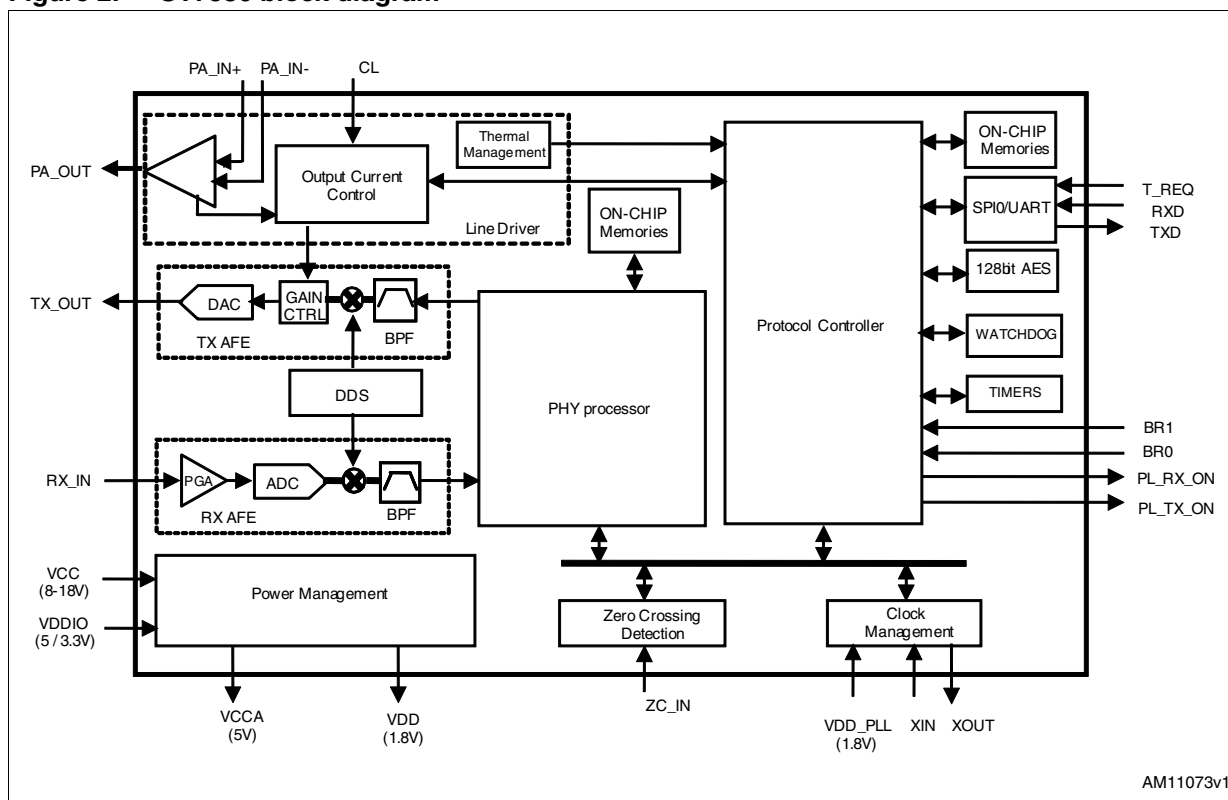 PA_IN+ PA_IN- CL
Thermal
Management
ON-CHIP
Memories
PA_OUT
Output Current
Control
T_REQ
SPI0/UART
RXD
TXD
ON-CHIP
Memories
Line Driver
128bit AES
TX_OUT
DAC
GAIN
CTRL
Protocol Controller
WATCHDOG
TX AFE
BPF
DDS
PHY processor
TIMERS
BR1
BR0
RX_IN
PGA
ADC
PL_RX_ON
RX AFE
BPF
PL_TX_ON
VCC
(8-18V)
Power Management
VDDIO
(5 / 3.3V)
Zero Crossing
Detection
Clock
Management
VCCA
(5V)
VDD
(1.8V)
ZC_IN
VDD_PLL
(1.8V)
XIN XOUT
AM11073v1